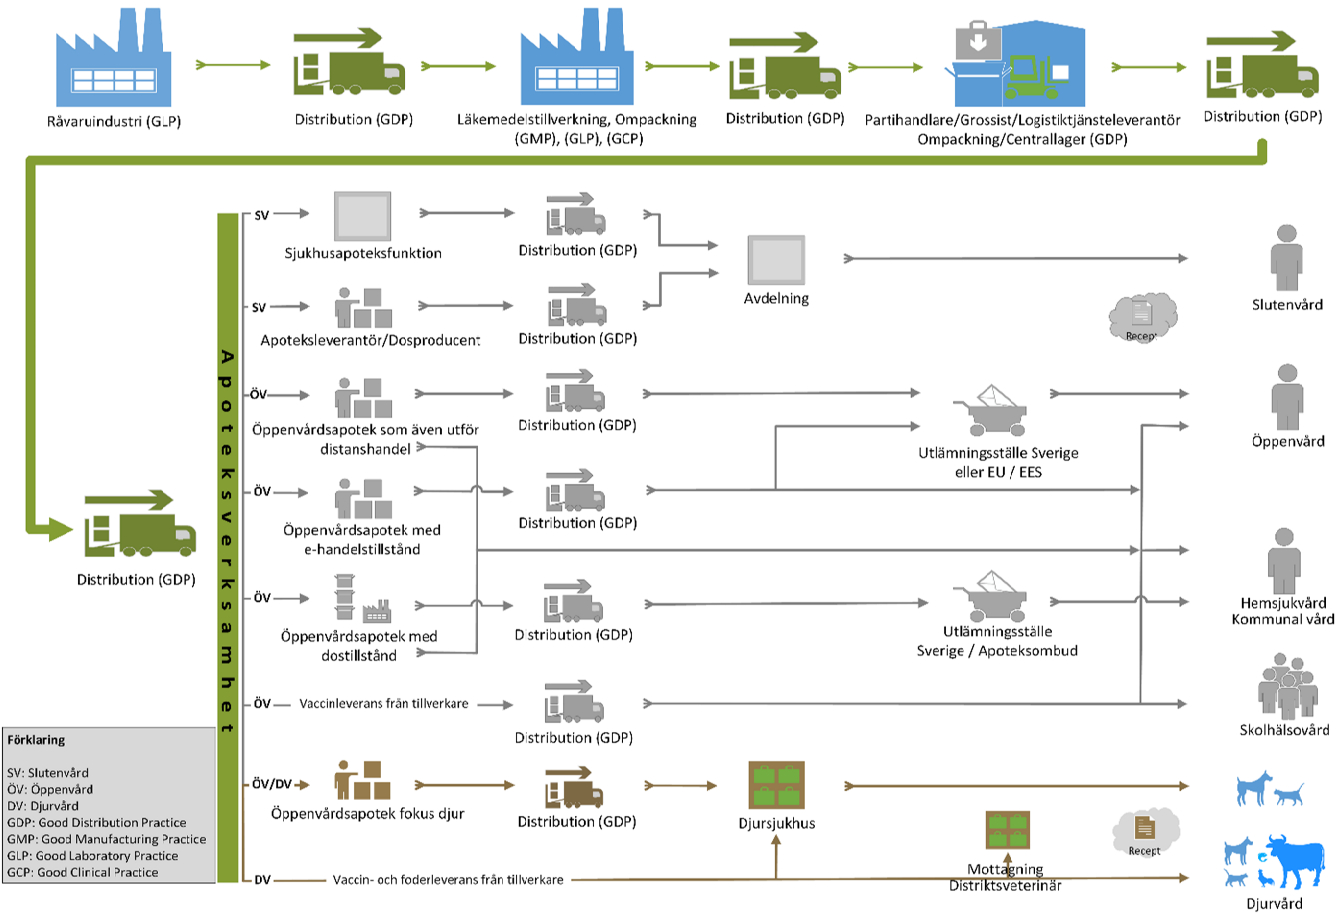 Råvaruindustri (GLP)
Distribution (GDP)
Läkemedelstillverkning, Ompackning
(GMP), (GLP), (GCP)
Distribution (GDP)
Partihandlare/Grossist/Logistiktjänsteleverantör
Ompackning/Centrallager (GDP)
Distribution (GDP)
Distribution (GDP)
Apoteksverksamhet
SV
Sjukhusapoteksfunktion
Distribution (GDP)
Avdelning
Slutenvård
SV
Apoteksleverantör/Dosproducent
Distribution (GDP)
Recept
ÖV
Öppenvårdsapotek som även utför
distanshandel
Distribution (GDP)
Utlämningsställe Sverige
eller EU / EES
Öppenvård
ÖV
Öppenvårdsapotek med
e-handelstillstånd
Distribution (GDP)
ÖV
Öppenvårdsapotek med
dostillstånd
Distribution (GDP)
Utlämningsställe
Sverige / Apoteksombud
Hemsjukvård
Kommunal vård
ÖV
Vaccinleverans från tillverkare
Distribution (GDP)
Skolhälsovård
ÖV/DV
Öppenvårdsapotek fokus djur
Distribution (GDP)
Djursjukhus
Mottagning
Distriktsveterinär
Recept
DV
Vaccin- och foderleverans från tillverkare
Djurvård
Förklaring
SV: Slutenvård
ÖV: Öppenvård
DV: Djurvård
GDP: Good Distribution Practice
GMP: Good Manufacturing Practice
GLP: Good Laboratory Practice
GCP: Good Clinical Practice